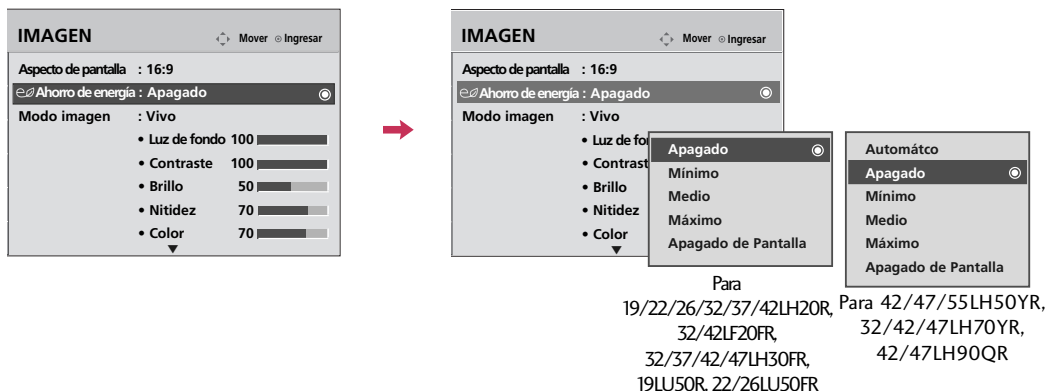 IMAGEN
Mover Ingresar
Aspecto de pantalla : 16:9
Ahorro de energía : Apagado
Modo imagen : Vivo
• Luz de fondo 100
• Contraste 100
• Brillo 50
• Nitidez 70
• Color 70
IMAGEN
Mover Ingresar
Aspecto de pantalla : 16:9
Ahorro de energía : Apagado
Modo imagen : Vivo
• Luz de fo
• Contrast
• Brillo
• Nitidez
• Color
Apagado
Mínimo
Medio
Máximo
Apagado de Pantalla
Para
19/22/26/32/37/42LH20R,
32/42LF20FR,
32/37/42/47LH30FR,
19LU50R, 22/26LU50FR
Automátco
Apagado
Mínimo
Medio
Máximo
Apagado de Pantalla
Para 42/47/55LH50YR,
32/42/47LH70YR,
42/47LH90QR